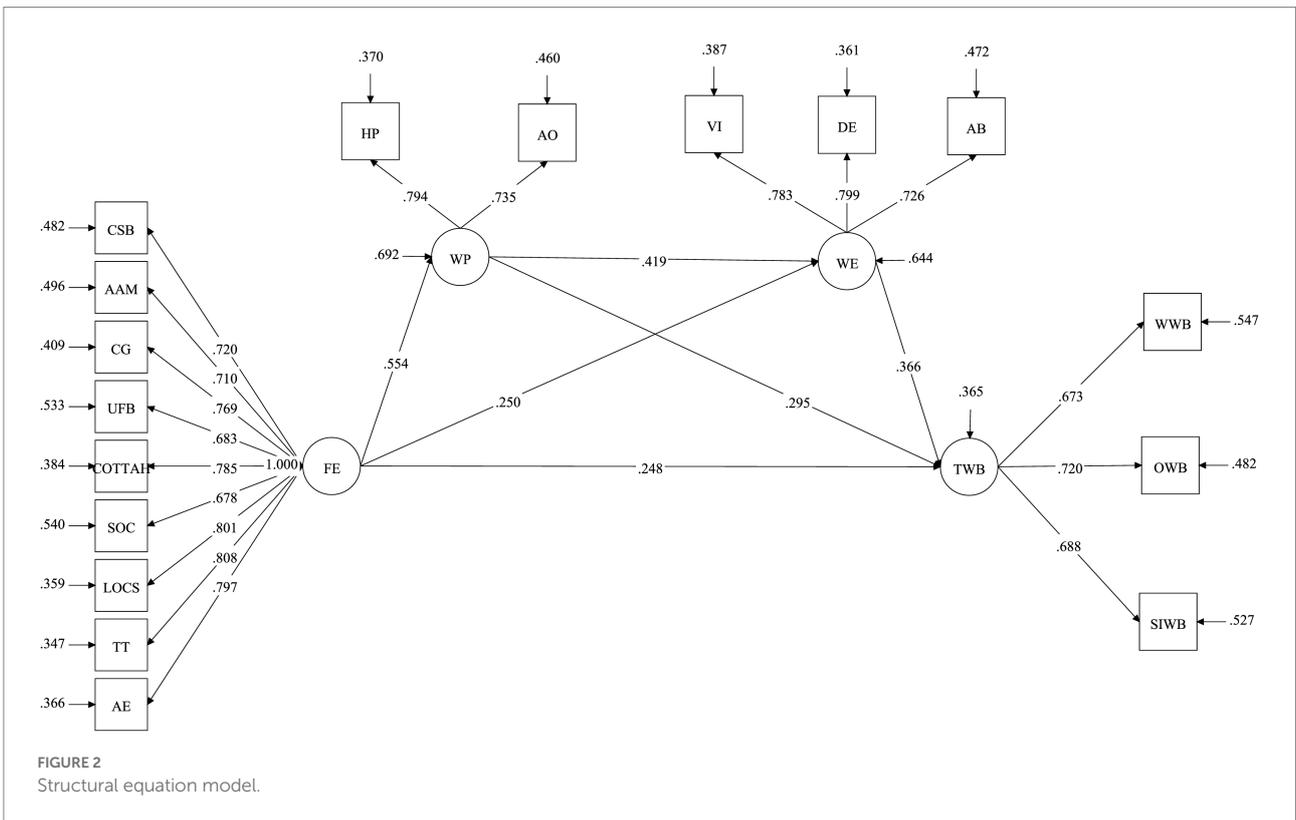 .370
.460
.387
.361
.472
HP
AO
VI
DE
AB
.794
.735
.783
.799
.726
.482
CSB
.692
WP
.419
WE
.644
.496
AAM
.409
CG
.720
.710
.769
.554
.366
WWB
.547
.533
UFB
.683
.250
.295
.365
.673
.384
COTTAH
.785
1.000
FE
.248
TWB
.720
OWB
.482
.540
SOC
.678
.801
.688
.359
LOCS
.808
.797
.347
TT
SIWB
.527
.366
AE
FIGURE 2
Structural equation model.